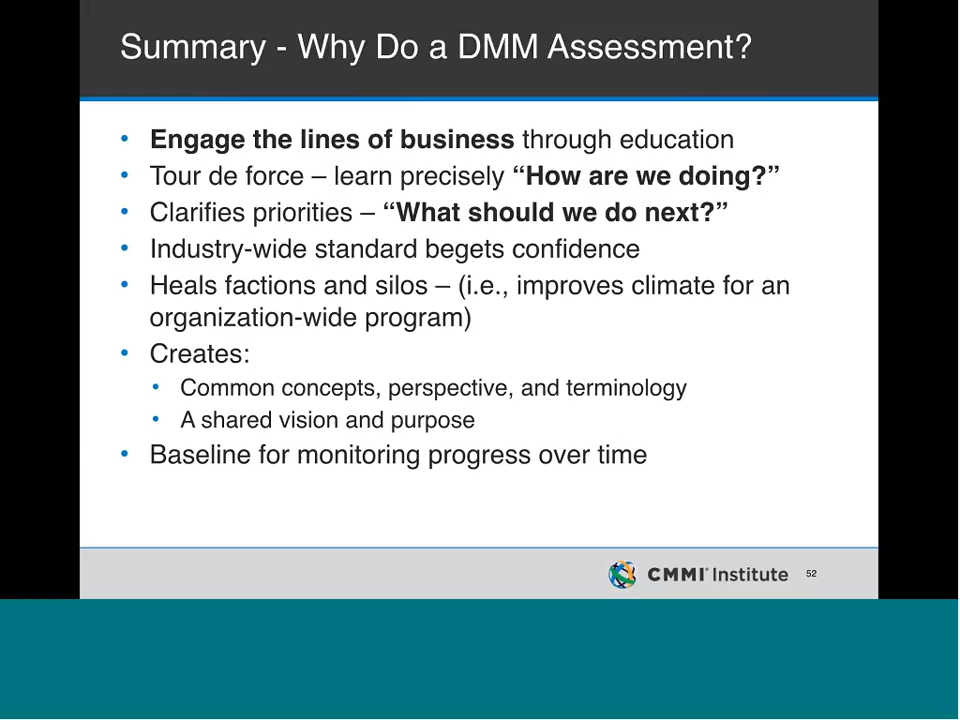 Summary - Why Do a DMM Assessment?
• Engage the lines of business through education
• Tour de force – learn precisely “How are we doing?”
• Clarifies priorities – “What should we do next?”
• Industry-wide standard begets confidence
• Heals factions and silos – (i.e., improves climate for an
organization-wide program)
• Creates:
• Common concepts, perspective, and terminology
• A shared vision and purpose
• Baseline for monitoring progress over time
CMMI® Institute 52